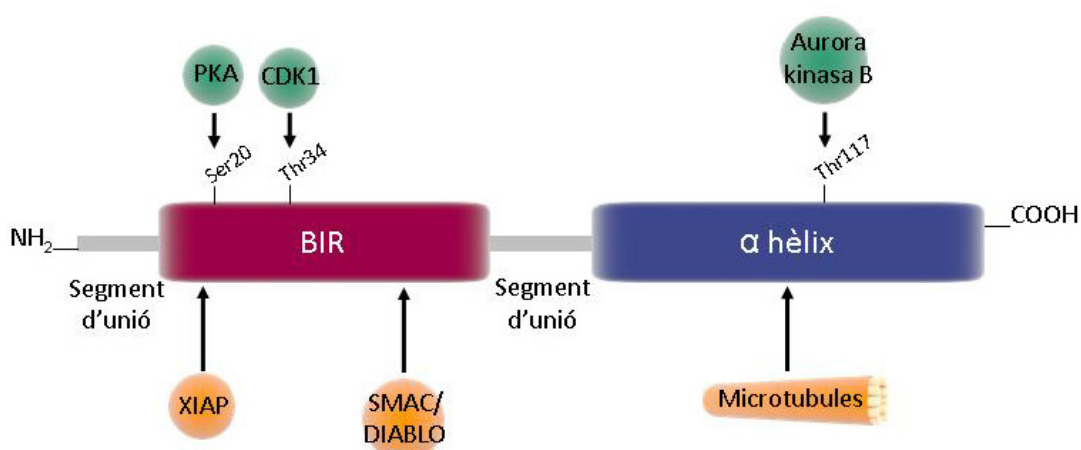 PKA
CDK1
Aurora
kinasa B
Ser20
Thr34
Thr117
NH2
BIR
α hèlix
COOH
Segment
d'unió
Segment
d'unió
XIAP
SMAC/
DIABLO
Microtubules